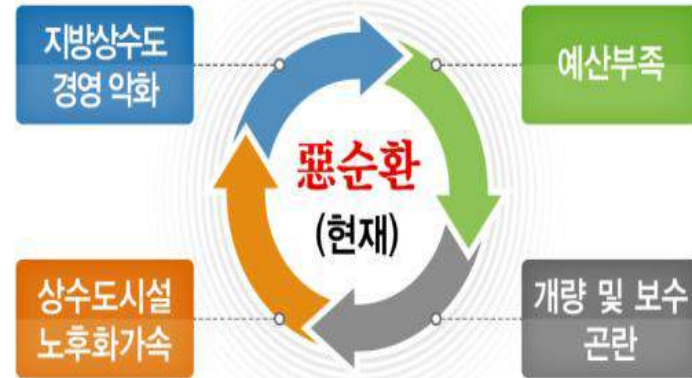 지방상수도
경영 악화
예산부족
惡순환
(현재)
상수도시설
노후화가속
개량 및 보수
곤란